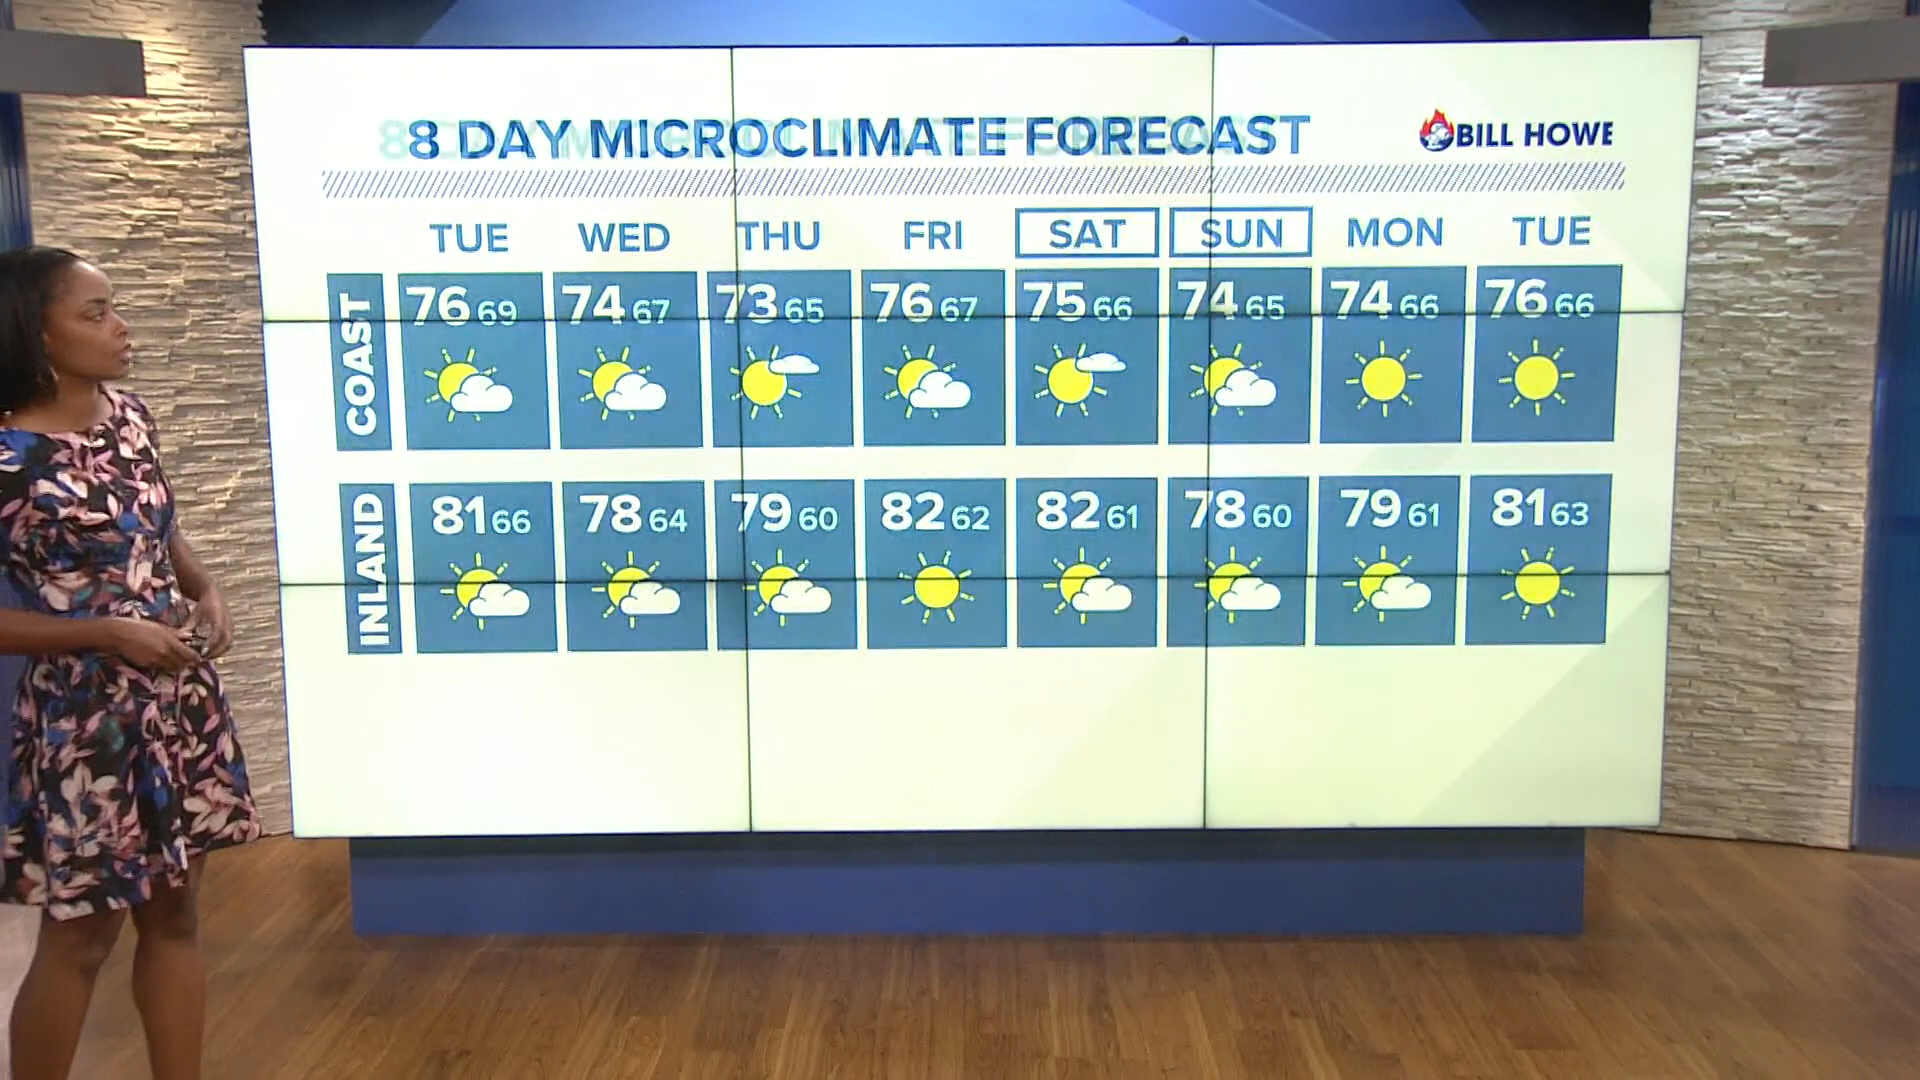 8 DAY MICROCLIMATE FORECAST
BILL HOWE
TUE WED THU FRI SAT SUN MON TUE
COAST
76 69 74 67 73 65 76 67 75 66 74 65 74 66 76 66
INLAND
81 66 78 64 79 60 82 62 82 61 78 60 79 61 81 63